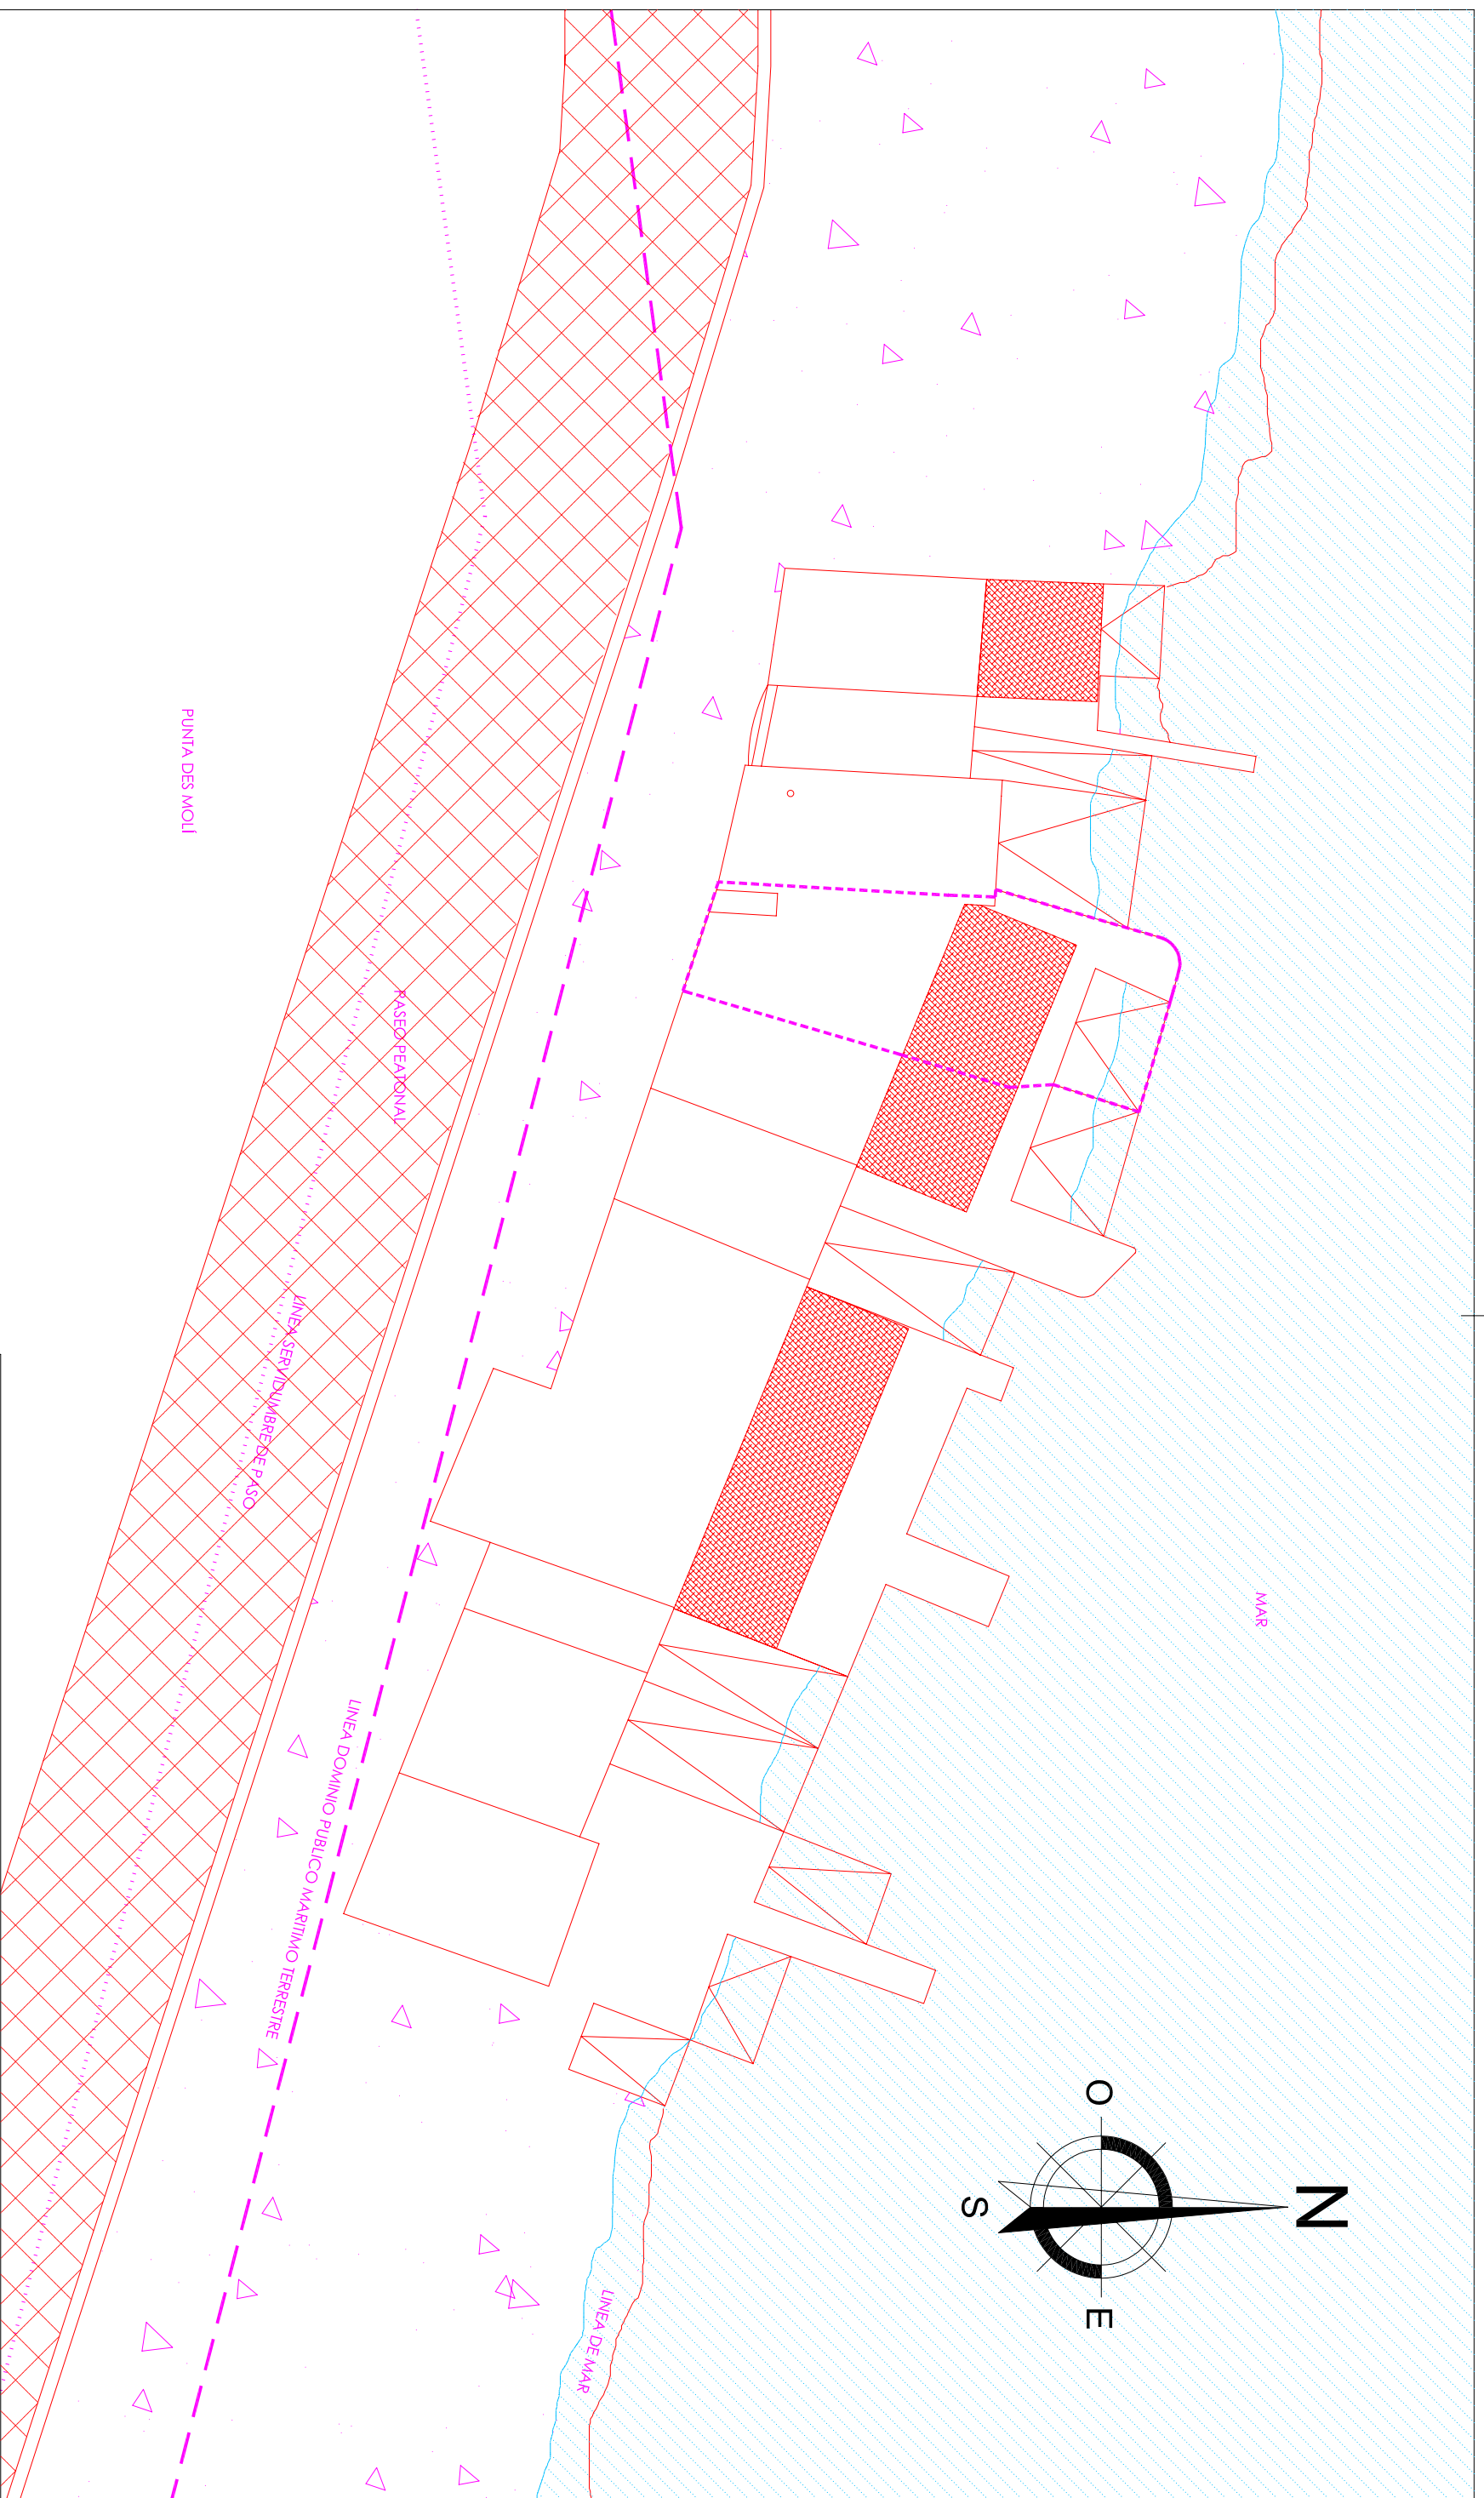 PUNTA DES MOLÍ
PASEO PEATONAL
LINEA SERVIDUMBRE DE PASO
LINEA DOMINIO PUBLICO MARITIMO TERRESTRE
MAR
LINEA DE MAR
N
O
E
S